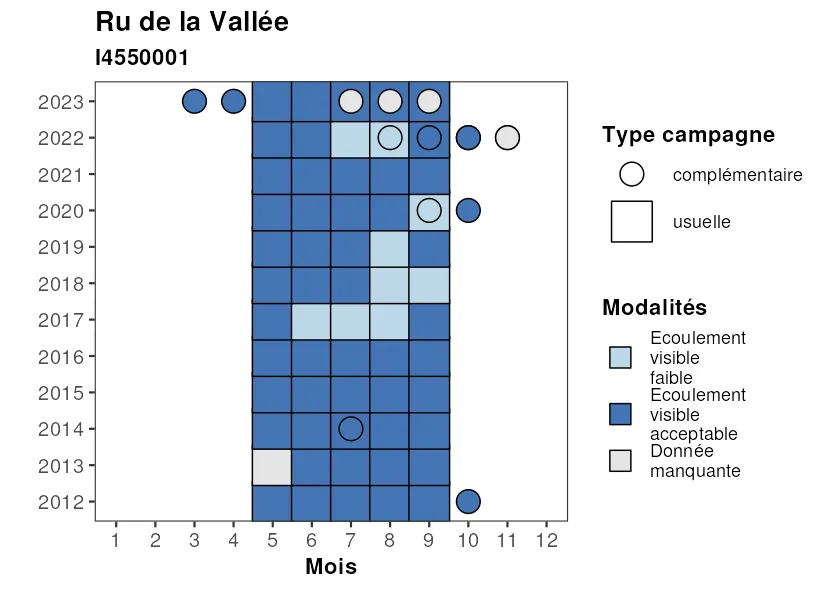 Ru de la Vallée
I4550001
2023
2022
2021
2020
2019
2018
2017
2016
2015
2014
2013
2012
1 2 3 4 5 6 7 8 9 10 11 12
Mois
Type campagne
complémentaire
usuelle
Modalités
Ecoulement
visible
faible
Ecoulement
visible
acceptable
Donnée
manquante